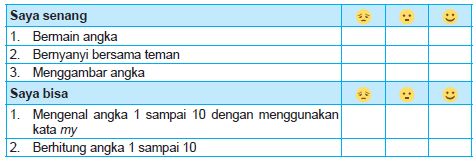 Saya senang
1. Bermain angka
2. Bernyanyi bersama teman
3. Menggambar angka
Saya bisa
1. Mengenal angka 1 sampai 10 dengan menggunakan
kata my
2. Berhitung angka 1 sampai 10